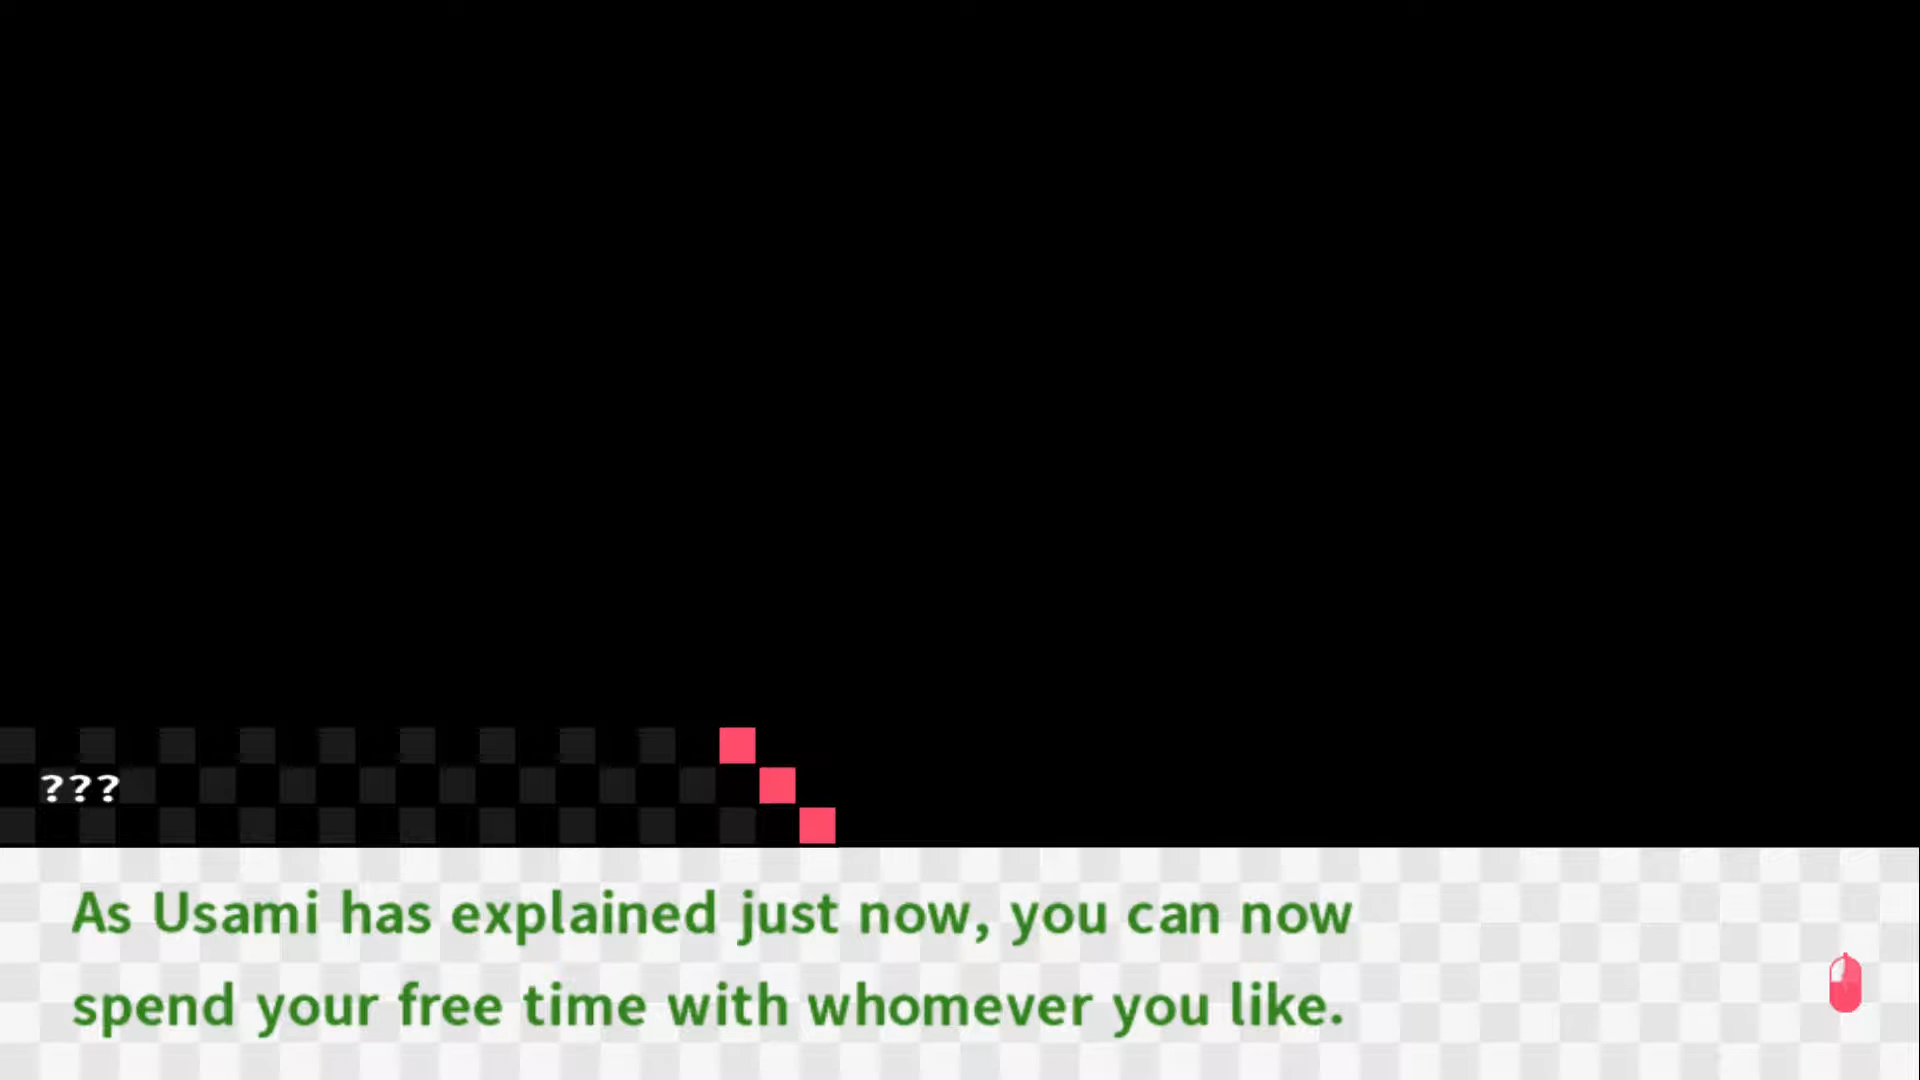 ???
As Usami has explained just now, you can now
spend your free time with whomever you like.